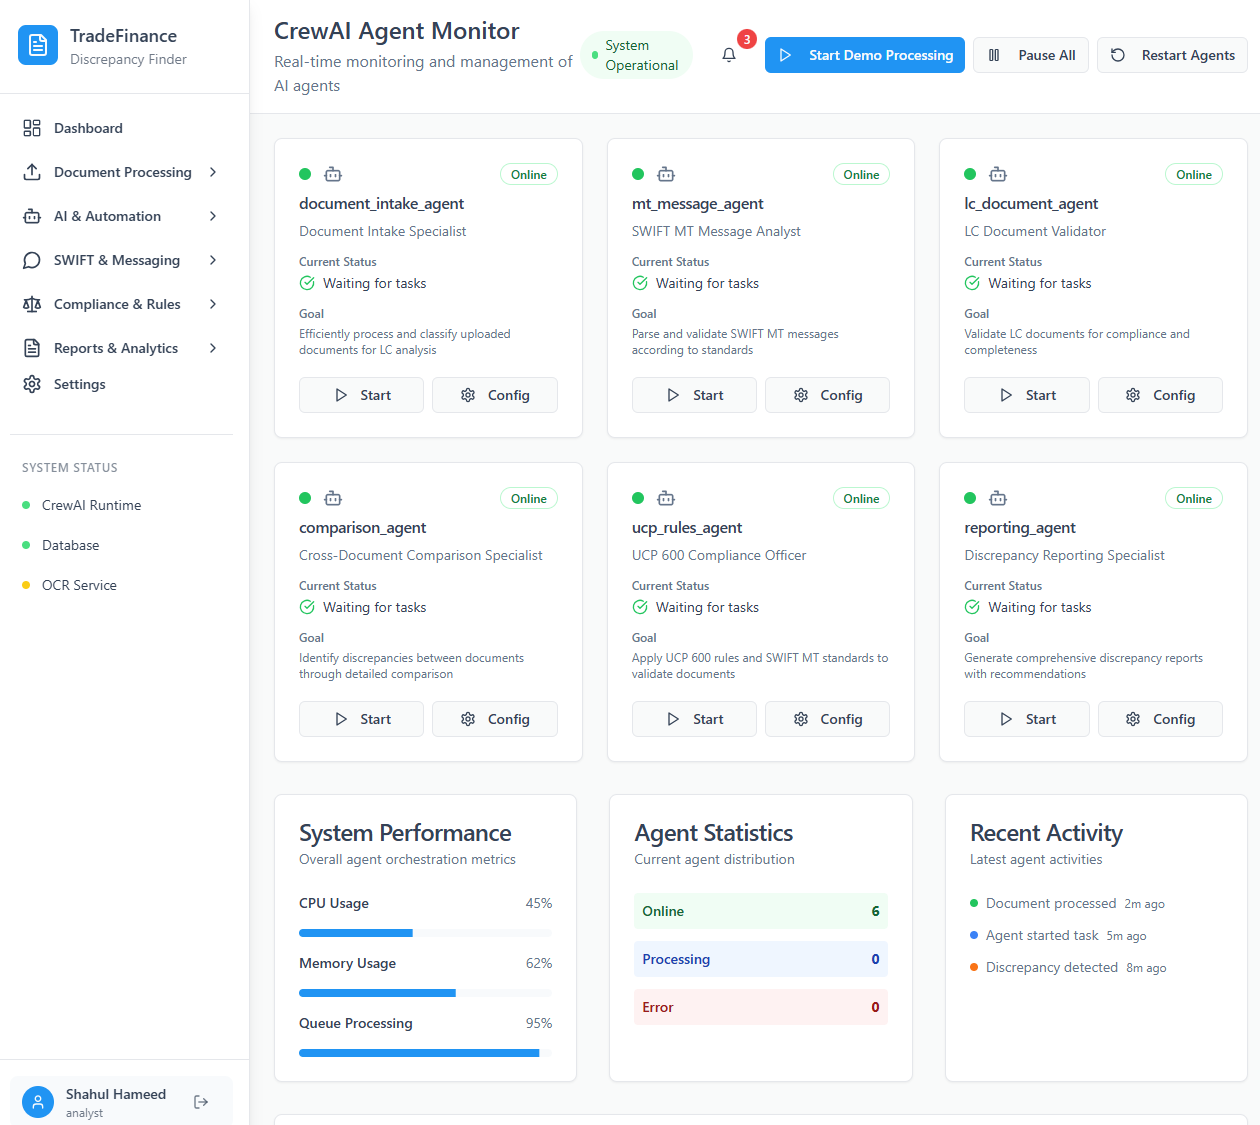 TradeFinance
Discrepancy Finder
Dashboard
Document Processing
AI & Automation
SWIFT & Messaging
Compliance & Rules
Reports & Analytics
Settings
SYSTEM STATUS
CrewAI Runtime
Database
OCR Service
Shahul Hameed
analyst
CrewAI Agent Monitor
Real-time monitoring and management of
AI agents
System
Operational
3
Start Demo Processing
Pause All
Restart Agents
Online
document_intake_agent
Document Intake Specialist
Current Status
Waiting for tasks
Goal
Efficiently process and classify uploaded
documents for LC analysis
Start
Config
Online
mt_message_agent
SWIFT MT Message Analyst
Current Status
Waiting for tasks
Goal
Parse and validate SWIFT MT messages
according to standards
Start
Config
Online
lc_document_agent
LC Document Validator
Current Status
Waiting for tasks
Goal
Validate LC documents for compliance and
completeness
Start
Config
Online
comparison_agent
Cross-Document Comparison Specialist
Current Status
Waiting for tasks
Goal
Identify discrepancies between documents
through detailed comparison
Start
Config
Online
ucp_rules_agent
UCP 600 Compliance Officer
Current Status
Waiting for tasks
Goal
Apply UCP 600 rules and SWIFT MT standards to
validate documents
Start
Config
Online
reporting_agent
Discrepancy Reporting Specialist
Current Status
Waiting for tasks
Goal
Generate comprehensive discrepancy reports
with recommendations
Start
Config
System Performance
Overall agent orchestration metrics
CPU Usage 45%
Memory Usage 62%
Queue Processing 95%
Agent Statistics
Current agent distribution
Online 6
Processing 0
Error 0
Recent Activity
Latest agent activities
Document processed 2m ago
Agent started task 5m ago
Discrepancy detected 8m ago